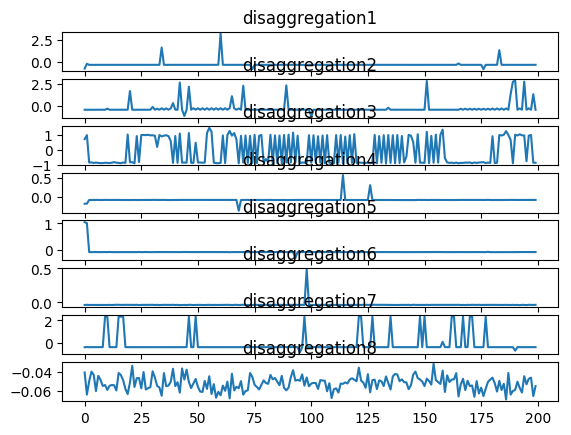 disaggregation1
2.5
0.0
disaggregation2
2.5
0.0
disaggregation3
1
0
−1
disaggregation4
0.5
0.0
disaggregation5
1
0
disaggregation6
0.5
0.0
disaggregation7
2
0
disaggregation8
−0.04
−0.06
0 25 50 75 100 125 150 175 200